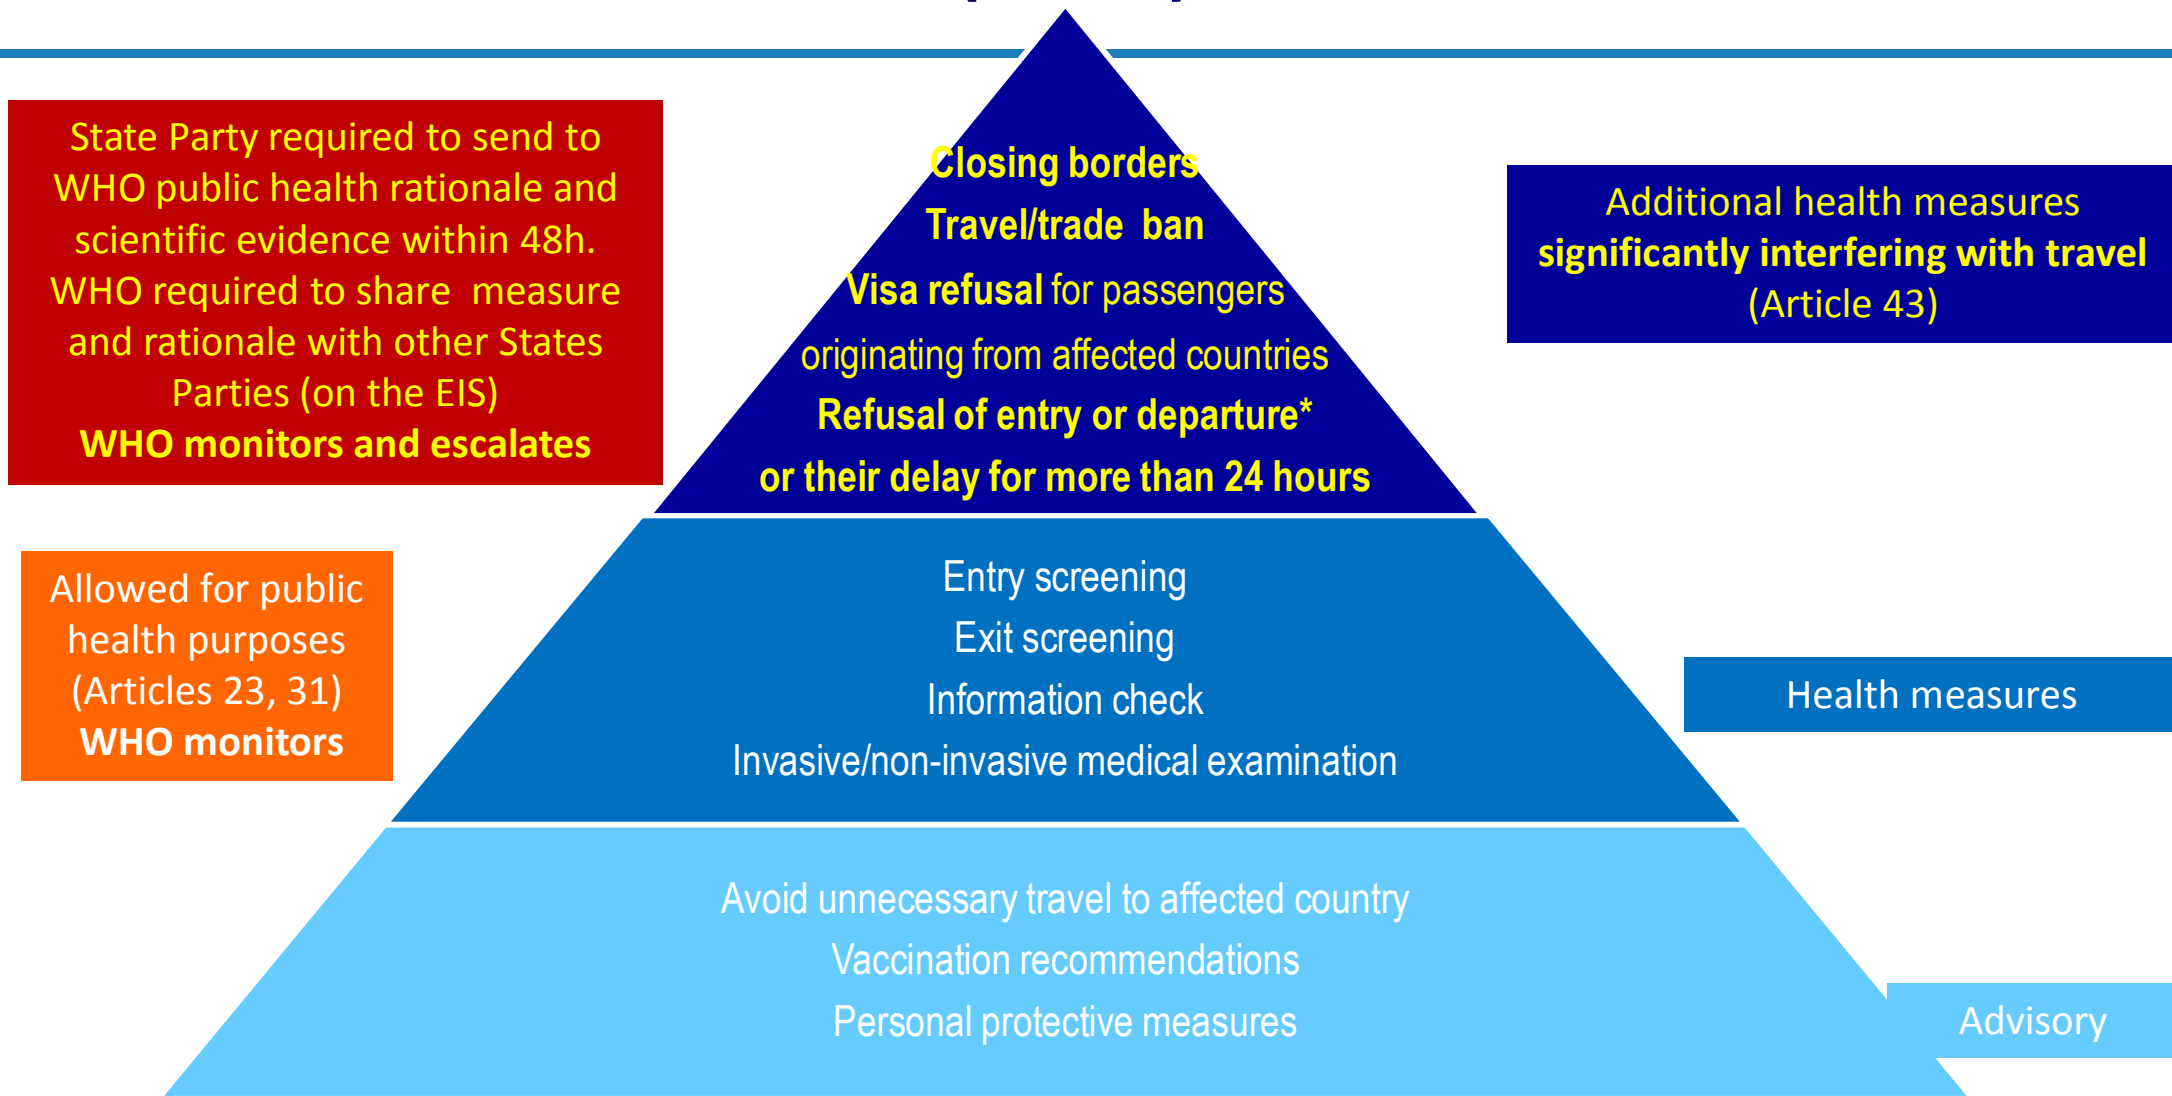 State Party required to send to
WHO public health rationale and
scientific evidence within 48h.
WHO required to share measure
and rationale with other States
Parties (on the EIS)
WHO monitors and escalates
Closing borders
Travel/trade ban
Visa refusal for passengers
originating from affected countries
Refusal of entry or departure*
or their delay for more than 24 hours
Additional health measures
significantly interfering with travel
(Article 43)
Allowed for public
health purposes
(Articles 23, 31)
WHO monitors
Entry screening
Exit screening
Information check
Invasive/non-invasive medical examination
Health measures
Avoid unnecessary travel to affected country
Vaccination recommendations
Personal protective measures
Advisory